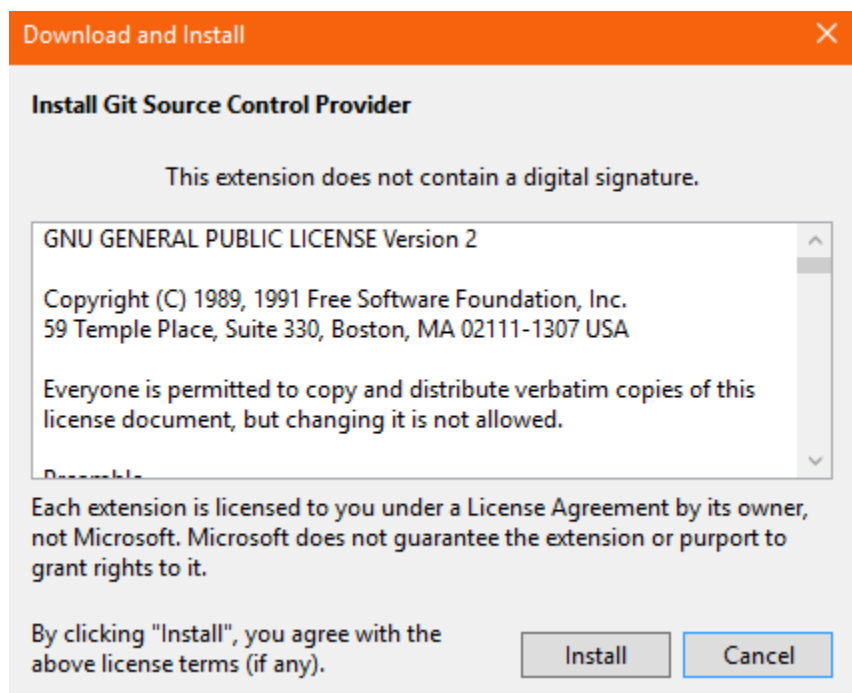 Download and Install
Install Git Source Control Provider
This extension does not contain a digital signature.
GNU GENERAL PUBLIC LICENSE Version 2
Copyright (C) 1989, 1991 Free Software Foundation, Inc.
59 Temple Place, Suite 330, Boston, MA 02111-1307 USA
Everyone is permitted to copy and distribute verbatim copies of this
license document, but changing it is not allowed.
Each extension is licensed to you under a License Agreement by its owner,
not Microsoft. Microsoft does not guarantee the extension or purport to
grant rights to it.
By clicking "Install", you agree with the
above license terms (if any).
Install
Cancel